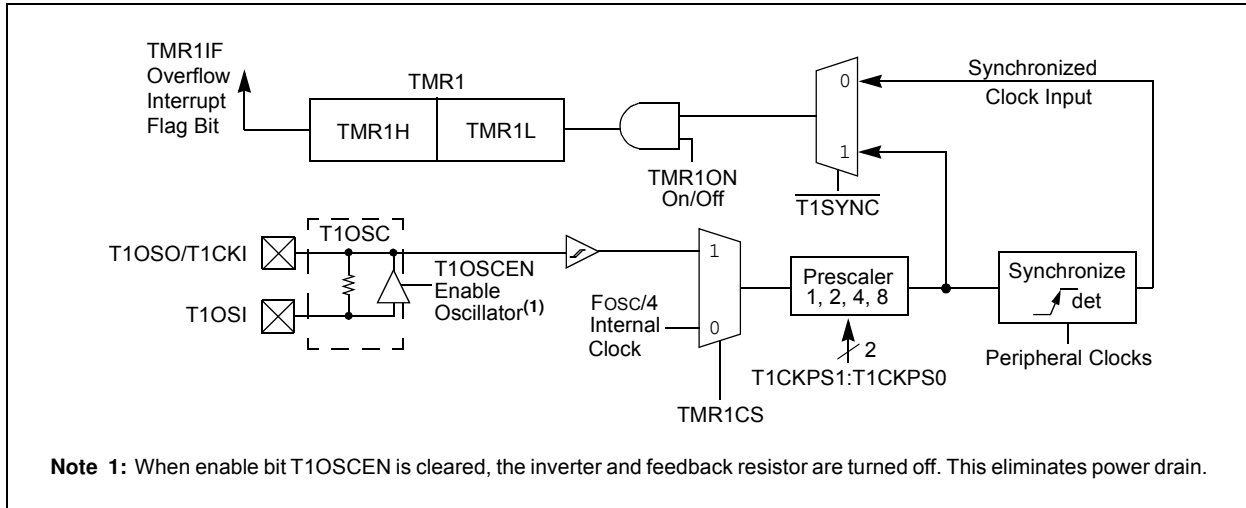 TMR1IF
Overflow
Interrupt
Flag Bit
TMR1
TMR1H
TMR1L
TMR1ON
On/Off
0
1
T1SYNC
Synchronized
Clock Input
T1OSC
T1OSO/T1CKI
T1OSI
T1OSCEN
Enable
Oscillator(1)
FOSC/4
Internal
Clock
1
0
TMR1CS
Prescaler
1, 2, 4, 8
2
T1CKPS1:T1CKPS0
Synchronize
det
Peripheral Clocks
Note 1: When enable bit T1OSCEN is cleared, the inverter and feedback resistor are turned off. This eliminates power drain.